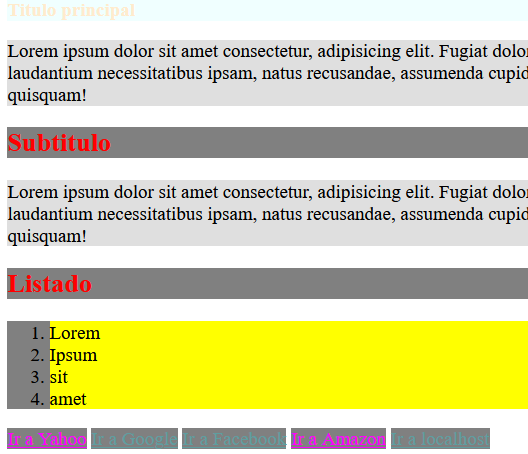 Titulo principal
Lorem ipsum dolor sit amet consectetur, adipisicing elit. Fugiat dolor
laudantium necessitatibus ipsam, natus recusandae, assumenda cupid
quisquam!
Subtitulo
Lorem ipsum dolor sit amet consectetur, adipisicing elit. Fugiat dolor
laudantium necessitatibus ipsam, natus recusandae, assumenda cupid
quisquam!
Listado
1. Lorem
2. Ipsum
3. sit
4. amet
Ir a Yahoo Ir a Google Ir a Facebook Ir a Amazon Ir a localhost